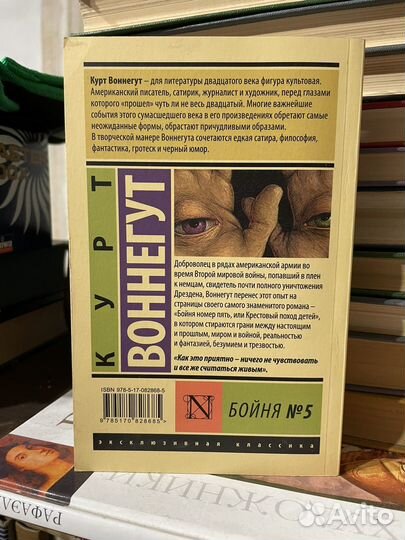 Курт Воннегут – для литературы двадцатого века фигура культовая.
Американский писатель, сатирик, журналист и художник, перед глазами
которого «прошел» чуть ли не весь двадцатый. Многие важнейшие
события этого сумасшедшего века в его произведениях обретают самые
неожиданные формы, обрастают причудливыми образами.
В творческой манере Воннегута сочетаются едкая сатира, философия,
фантастика, гротеск и черный юмор.
КУРТ
ВОННЕГУТ
Доброволец в рядах американской армии во
время Второй мировой войны, попавший в плен
к немцам, свидетель почти полного уничтожения
Дрездена, Воннегут перенес этот опыт на
страницы своего самого знаменитого романа –
«Бойня номер пять, или Крестовый поход детей»,
в котором стираются грани между настоящим
и прошлым, миром и войной, реальностью
и фантазией, безумием и трезвостью.
«Как это приятно – ничего не чувствовать
и все же считаться живым».
ISBN 978-5-17-082868-5
9785170828685
N
БОЙНЯ №5
эксклюзивная классика
РАФАЭЛ
Avito